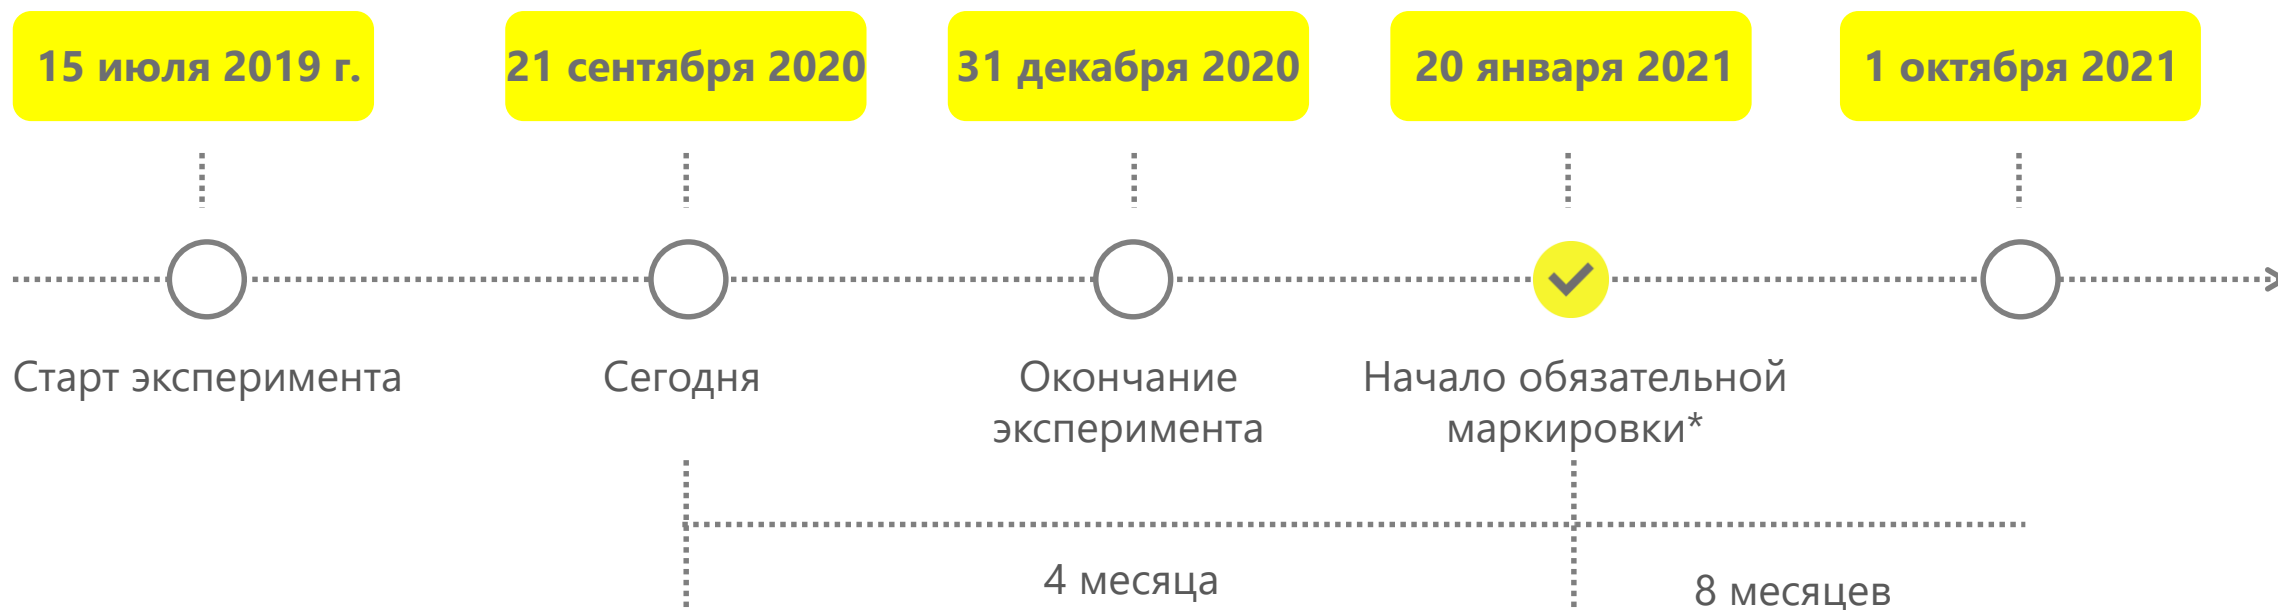 15 июля 2019 г.
21 сентября 2020
31 декабря 2020
20 января 2021
1 октября 2021
Старт эксперимента
Сегодня
Окончание
эксперимента
Начало обязательной
маркировки*
4 месяца
8 месяцев